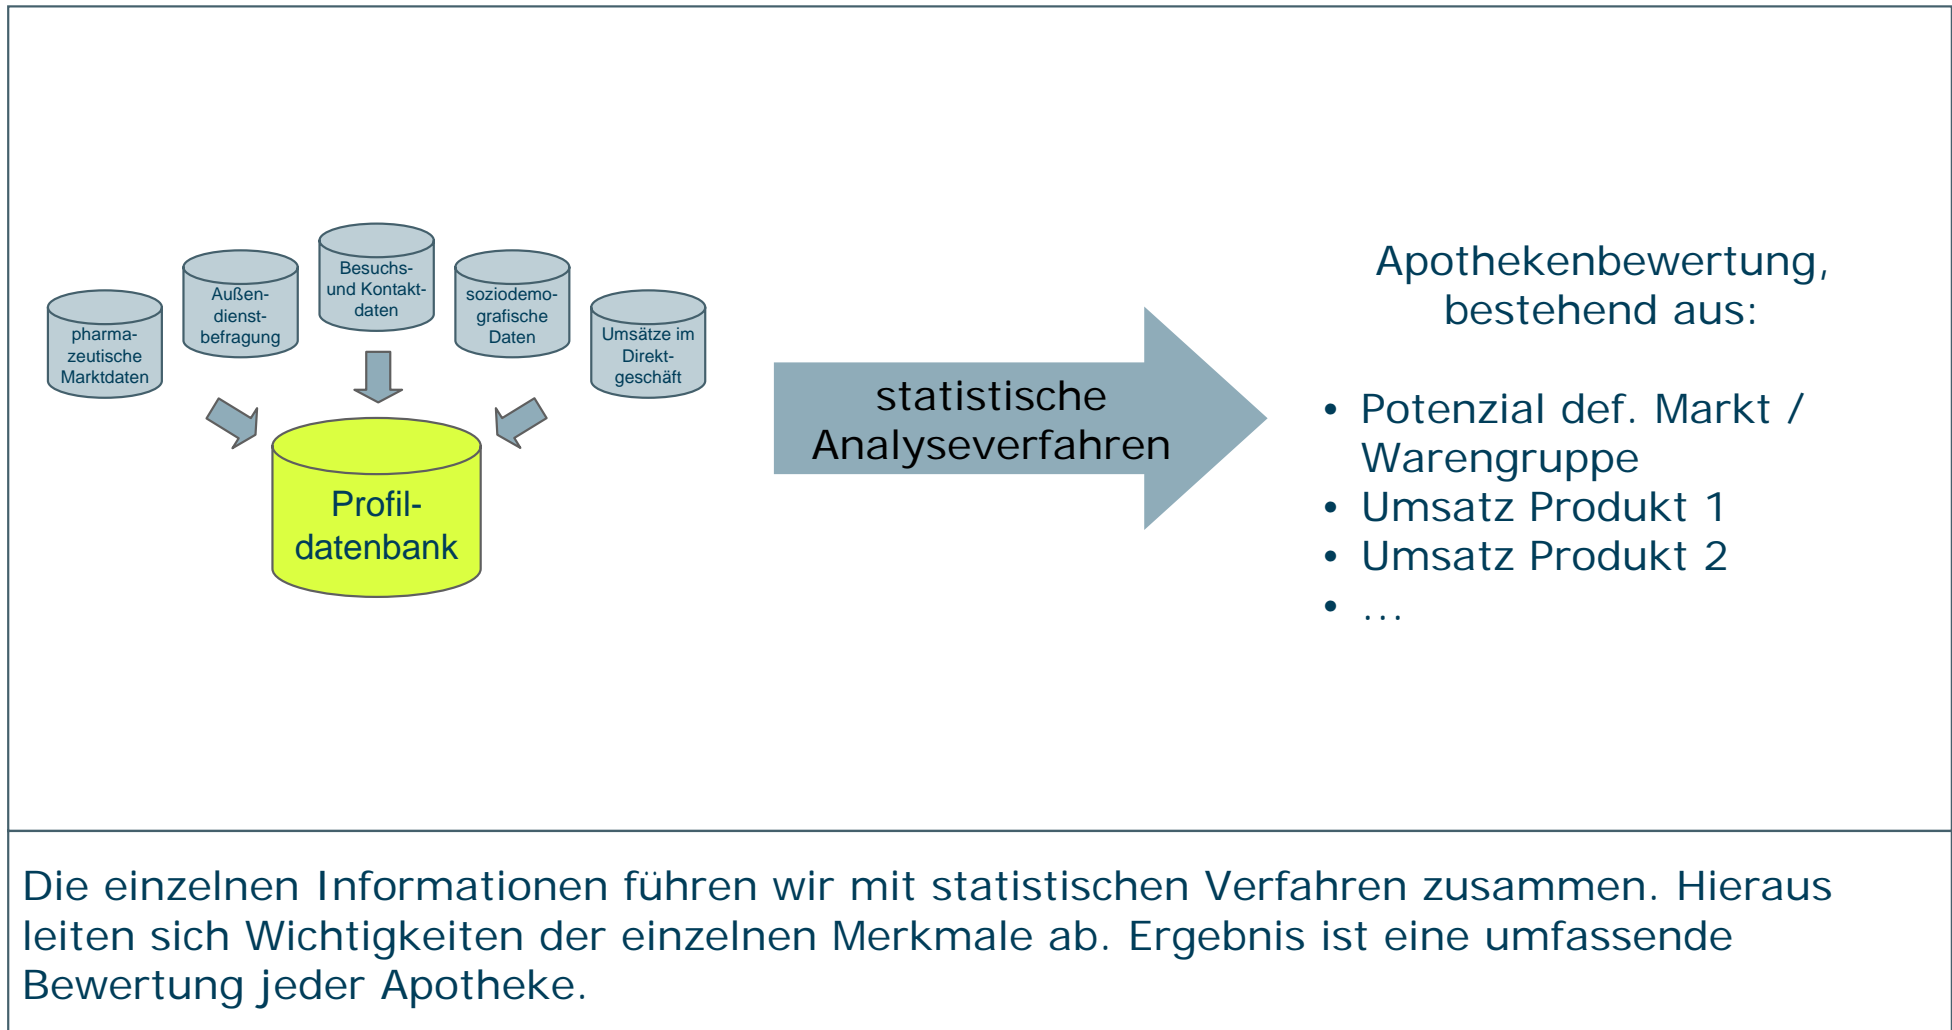 pharma-
zeutische
Marktdaten
Außen-
dienst-
befragung
Besuchs-
und Kontakt-
daten
soziodemo-
grafische
Daten
Umsätze im
Direkt-
geschäft
Profil-
datenbank
statistische
Analyseverfahren
Apothekenbewertung,
bestehend aus:
• Potenzial def. Markt /
Warengruppe
• Umsatz Produkt 1
• Umsatz Produkt 2
• ...
Die einzelnen Informationen führen wir mit statistischen Verfahren zusammen. Hieraus
leiten sich Wichtigkeiten der einzelnen Merkmale ab. Ergebnis ist eine umfassende
Bewertung jeder Apotheke.